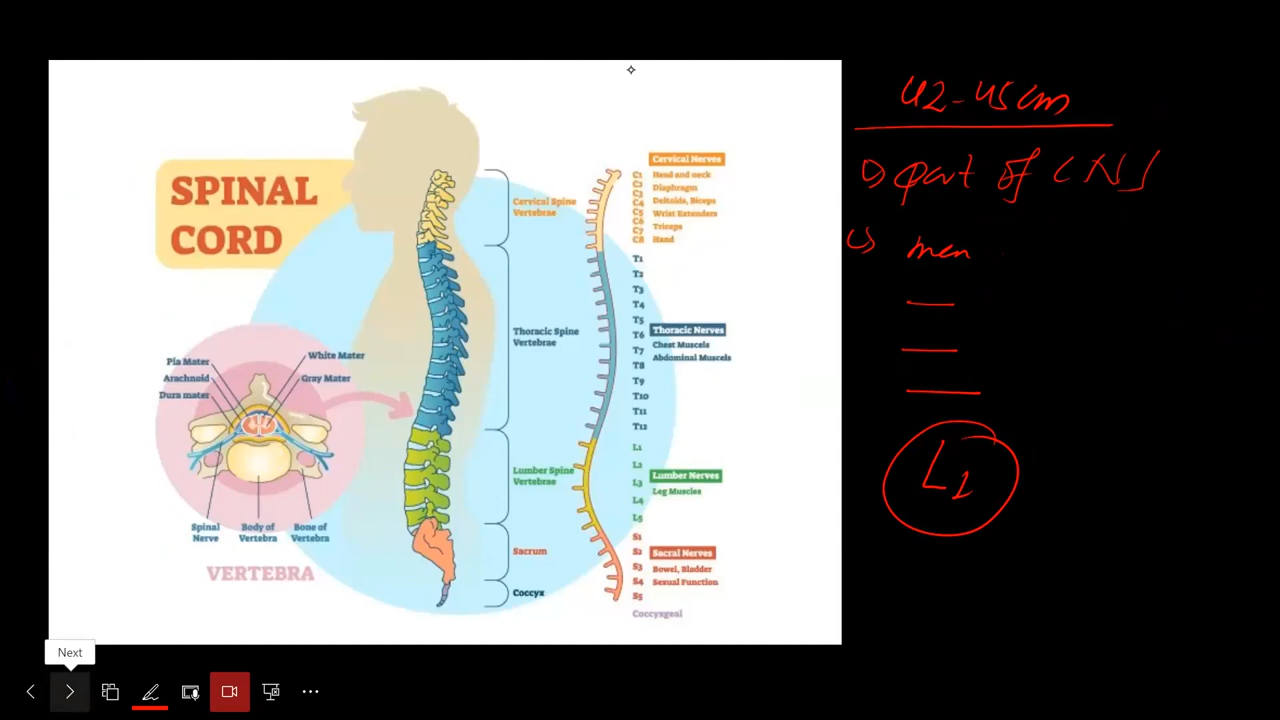 SPINAL
CORD
Cervical Spine
Vertebrae
Thoracic Spine
Vertebrae
Lumber Spine
Vertebrae
Sacrum
Coccyx
Pia Mater
Arachnoid
Dura mater
White Mater
Gray Mater
Spinal
Nerve
Body of
Vertebra
Bone of
Vertebra
VERTEBRA
Cervical Nerves
C1
C2
C3
C4
C5
C6
C7
C8
Head and neck
Diaphragm
Deltoids, Biceps
Wrist Extenders
Triceps
Hand
T1
T2
T3
T4
T5
T6
T7
T8
T9
T10
T11
T12
Thoracic Nerves
Chest Muscels
Abdominal Muscels
L1
L2
L3
L4
L5
Lumber Nerves
Leg Muscles
S1
S2
S3
S4
S5
Sacral Nerves
Bowel, Bladder
Sexual Function
Coccyxgeal
42-45cm
part of CNS
men
L1
Next